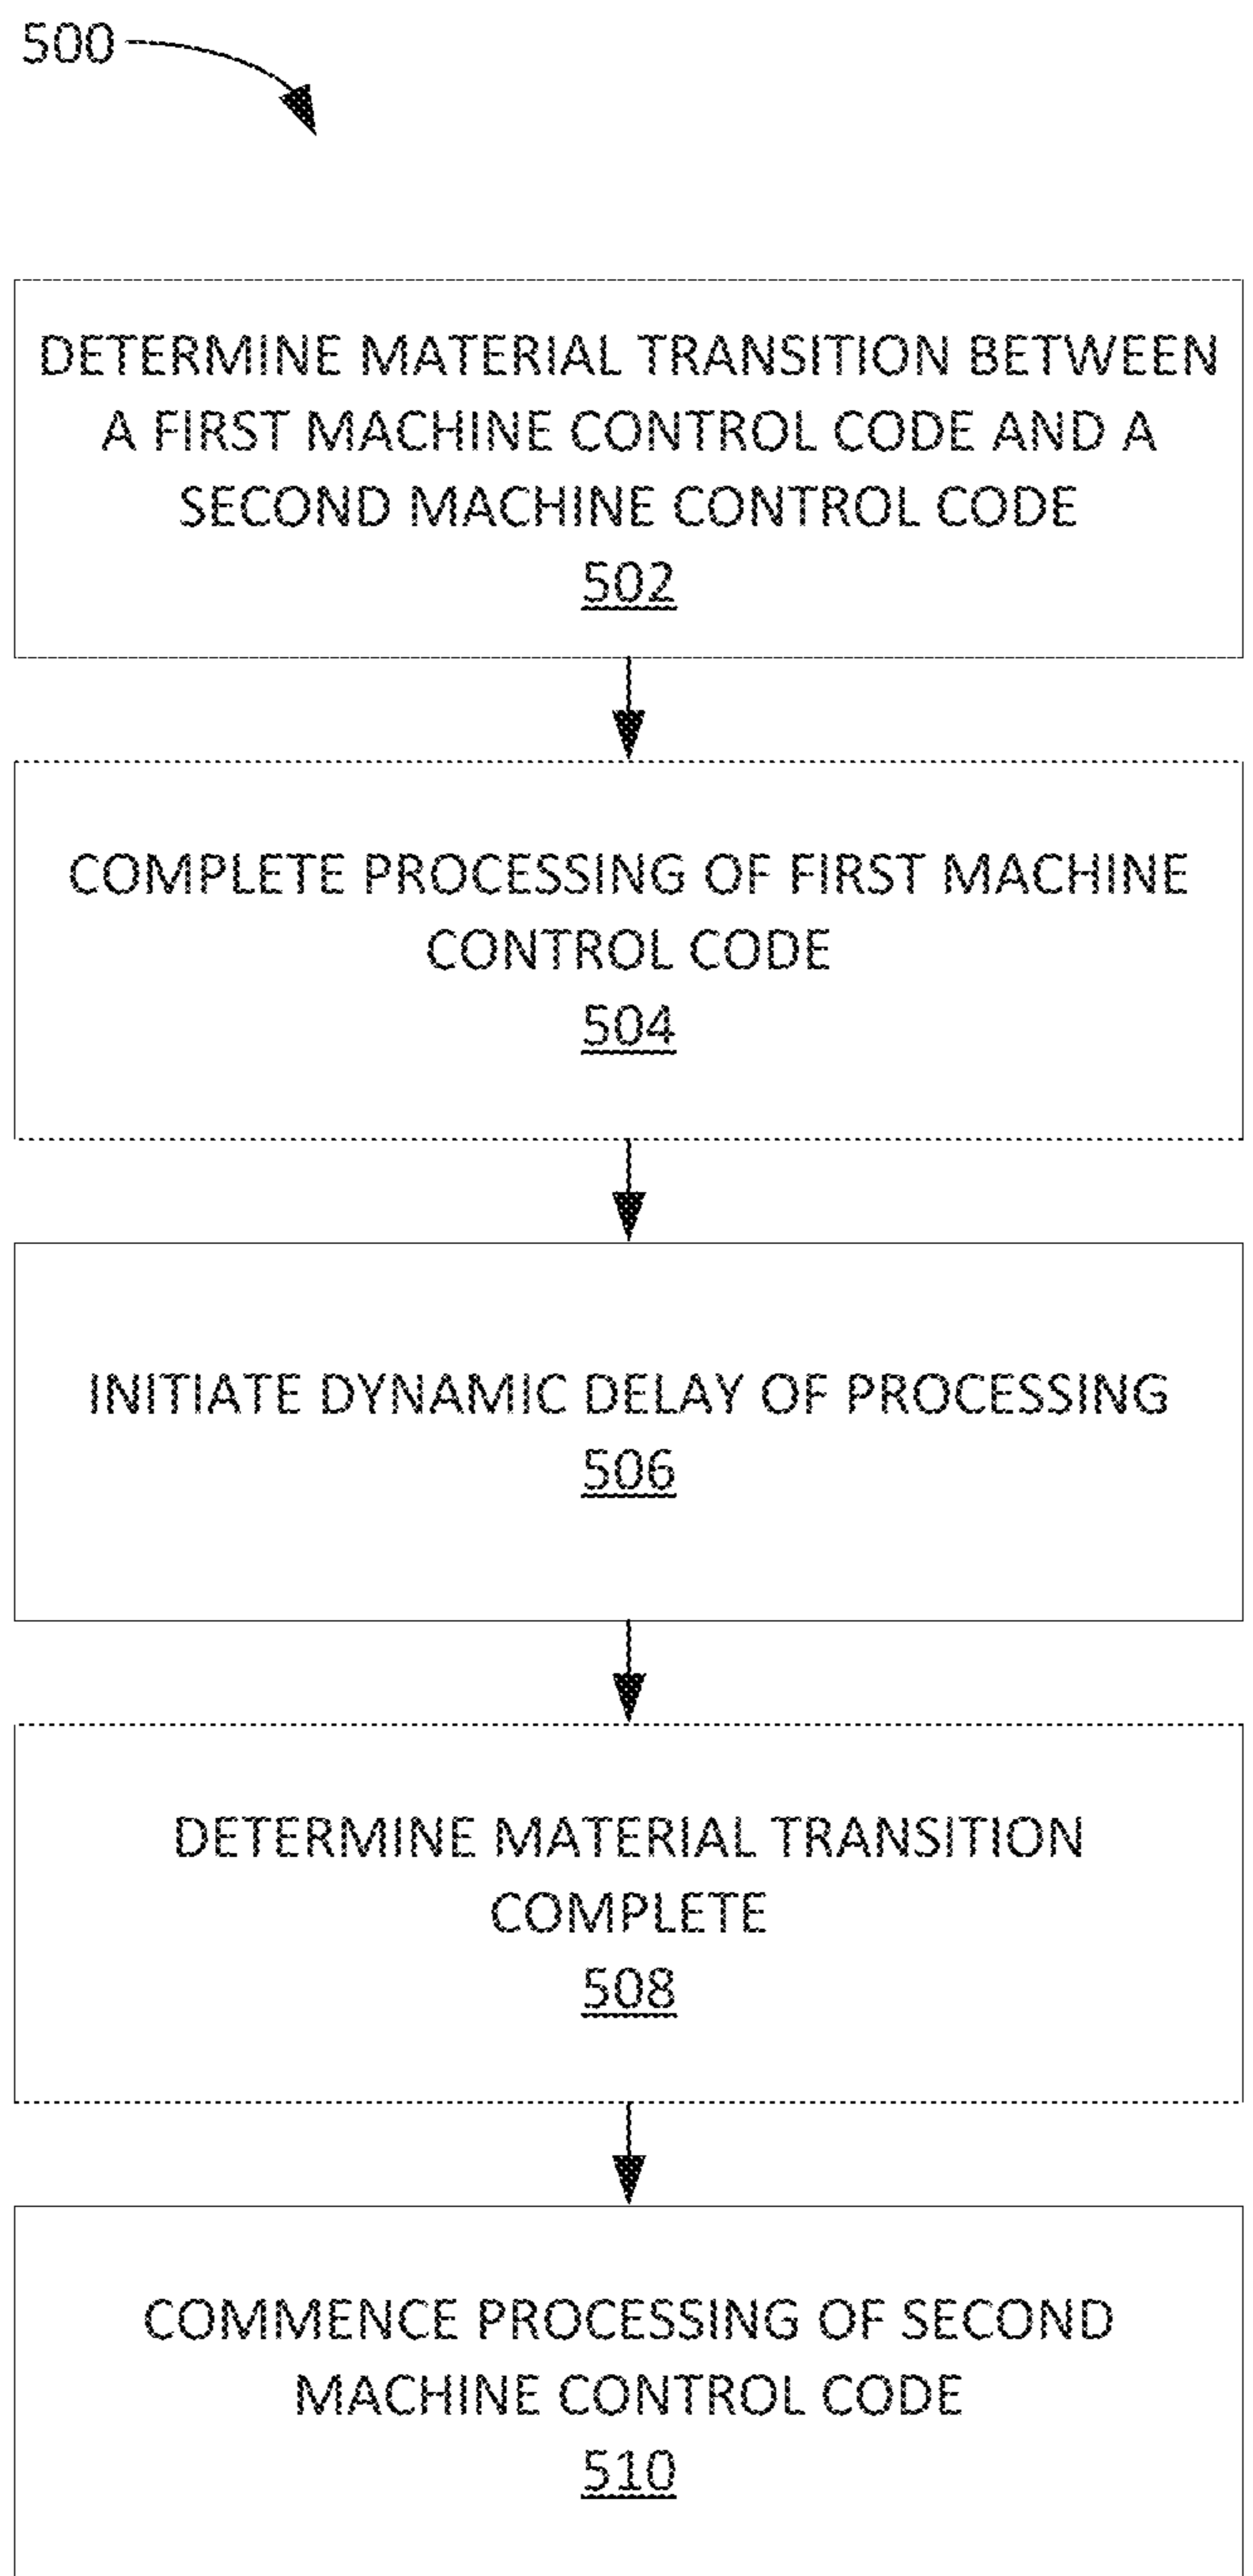 500
DETERMINE MATERIAL TRANSITION BETWEEN
A FIRST MACHINE CONTROL CODE AND A
SECOND MACHINE CONTROL CODE
502
COMPLETE PROCESSING OF FIRST MACHINE
CONTROL CODE
504
INITIATE DYNAMIC DELAY OF PROCESSING
506
DETERMINE MATERIAL TRANSITION
COMPLETE
508
COMMENCE PROCESSING OF SECOND
MACHINE CONTROL CODE
510